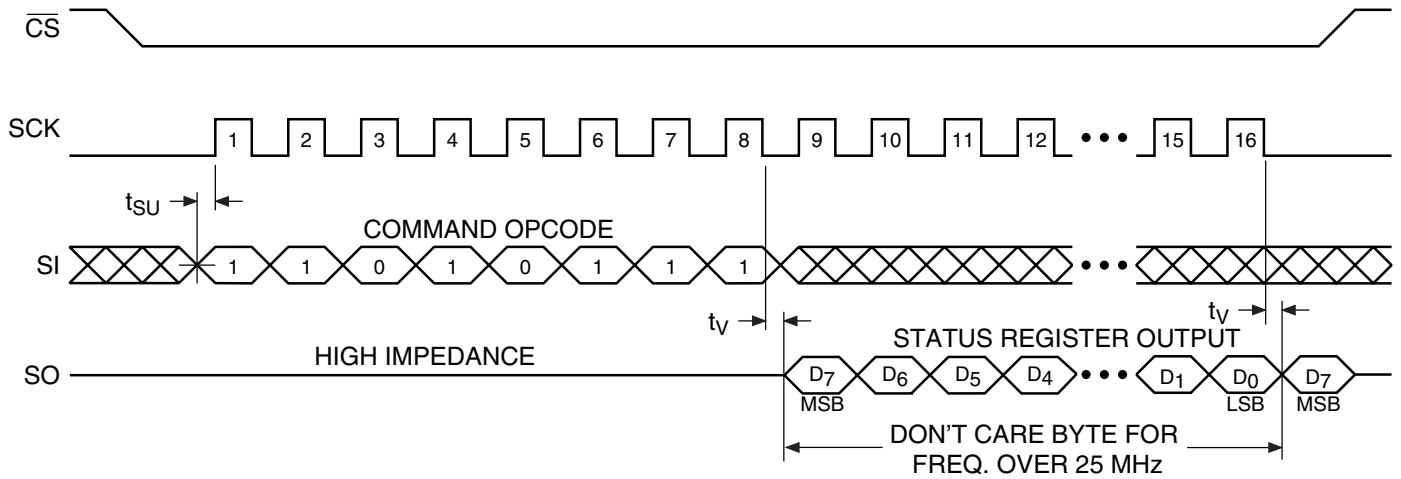 CS
SCK 1 2 3 4 5 6 7 8 9 10 11 12 ••• 15 16
tSU
COMMAND OPCODE
SI 1 1 0 1 0 1 1 1 •••
tV tV
STATUS REGISTER OUTPUT
HIGH IMPEDANCE
SO D7 D6 D5 D4 ••• D1 D0 D7
MSB LSB MSB
DON'T CARE BYTE FOR
FREQ. OVER 25 MHz